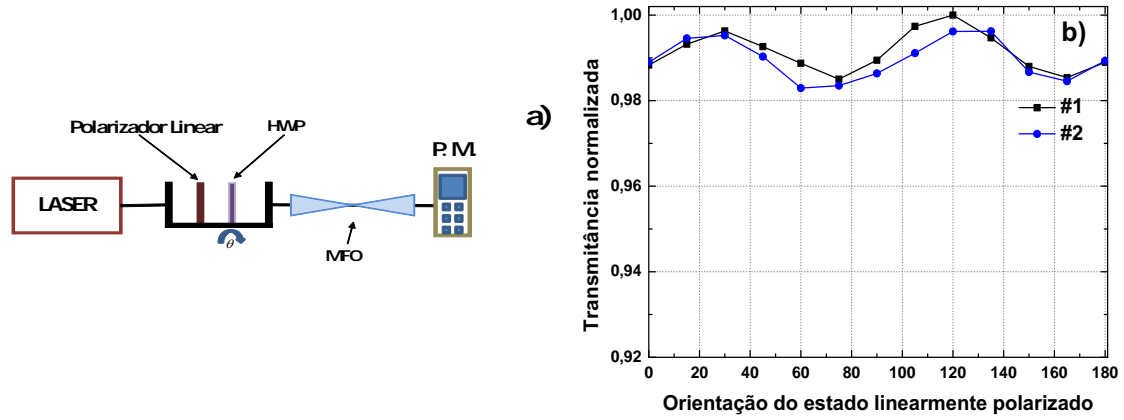 Polarizador Linear
HWP
a)
P. M.
LASER
θ
MFO
b)
#1
#2
Transmitância normalizada
1,00
0,98
0,96
0,94
0,92
0 20 40 60 80 100 120 140 160 180
Orientação do estado linearmente polarizado